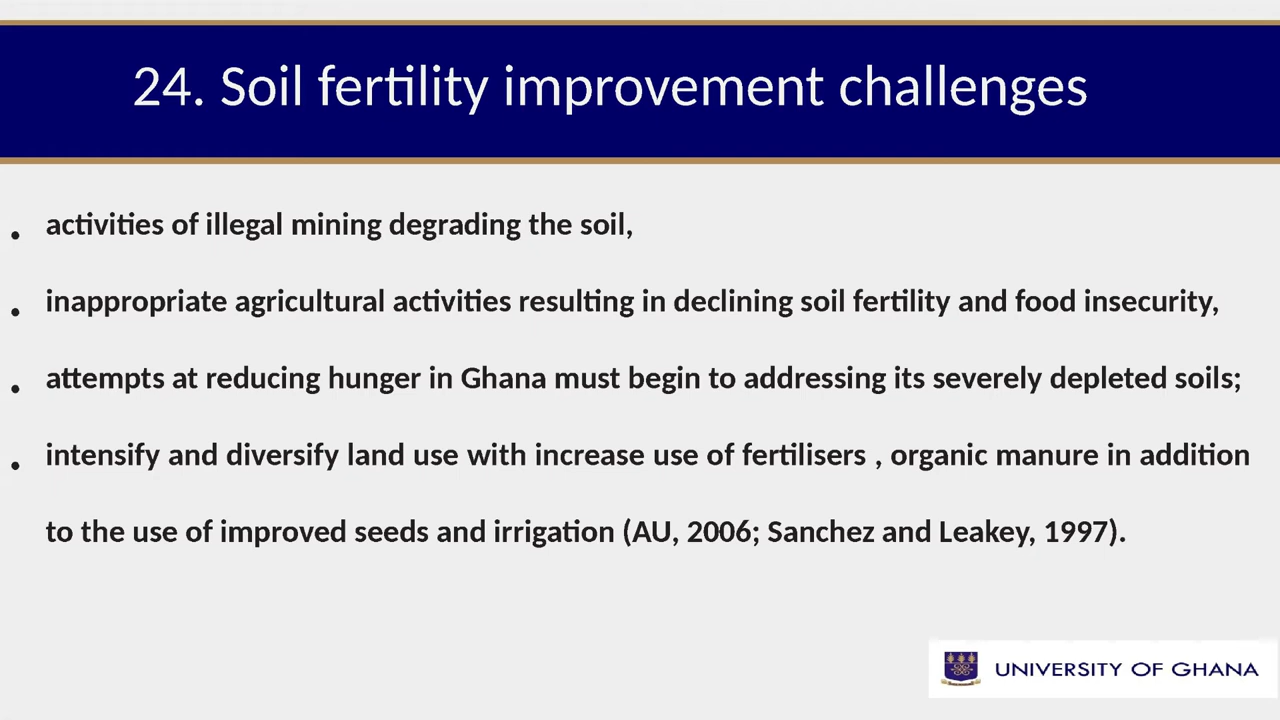 24. Soil fertility improvement challenges
• activities of illegal mining degrading the soil,
• inappropriate agricultural activities resulting in declining soil fertility and food insecurity,
• attempts at reducing hunger in Ghana must begin to addressing its severely depleted soils;
• intensify and diversify land use with increase use of fertilisers , organic manure in addition
to the use of improved seeds and irrigation (AU, 2006; Sanchez and Leakey, 1997).
UNIVERSITY OF GHANA